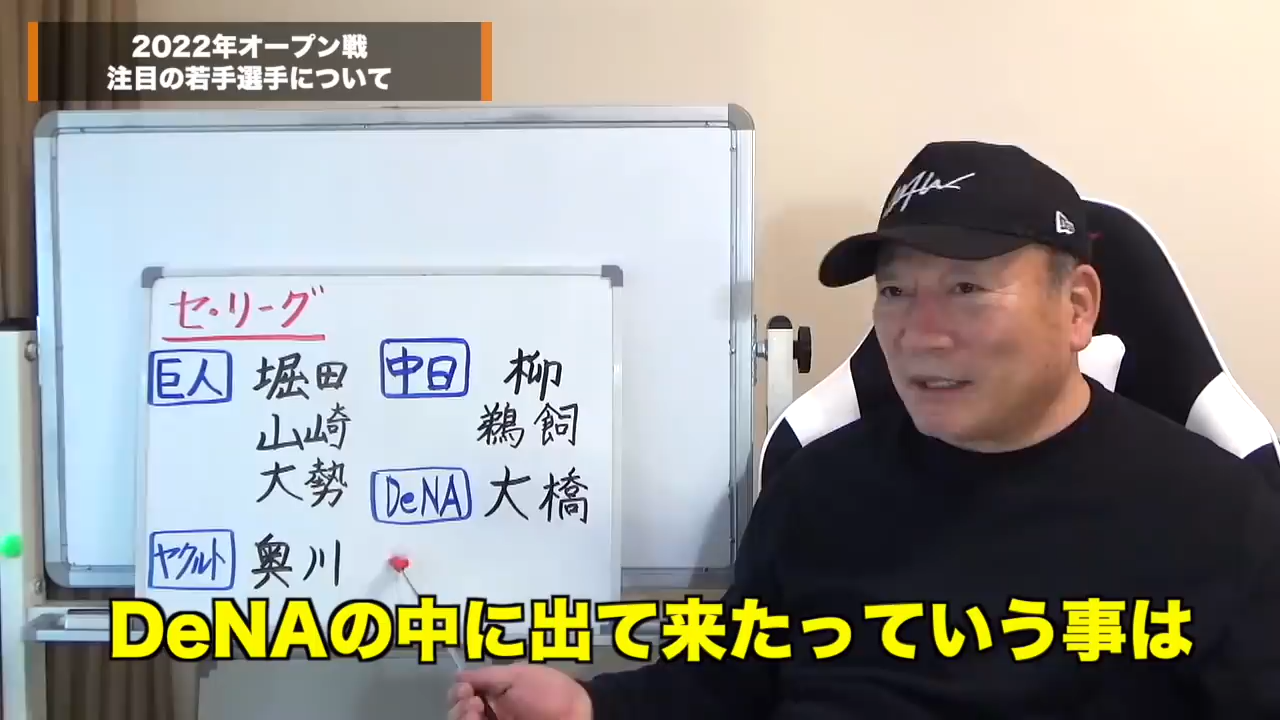 2022年オープン戦
注目の若手選手について
セ・リーグ
巨人 堀田
山崎
大勢
ヤクルト 奥川
中日 柳
鵜飼
DeNA 大橋
DeNAの中に出て来たっていう事は